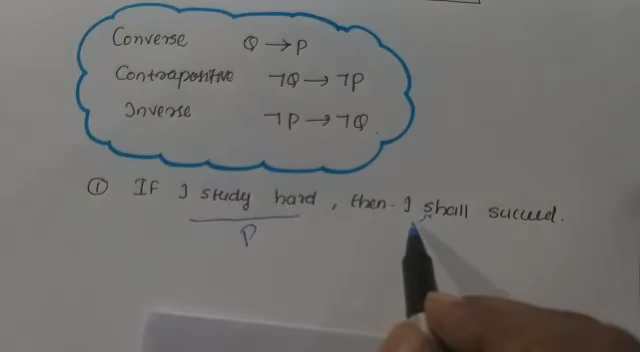 Converse Q → P
Contrapositive ¬Q → ¬P
Inverse ¬P → ¬Q.
① If I study hard, then I shall succeed.
P